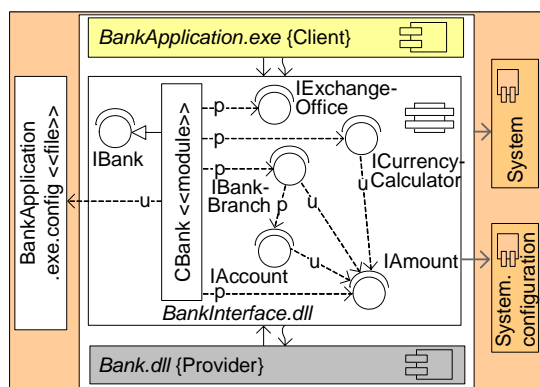 BankApplication.exe {Client}
IExchange-
Office
p
IBank
p
ICurrency-
Calculator
p
IBank-
Branch
p
u
u
u
BankApplication
.exe.config <<file>>
CBank <<module>>
IAccount
u
IAmount
p
BankInterface.dll
Bank.dll {Provider}
System
System.
configuration